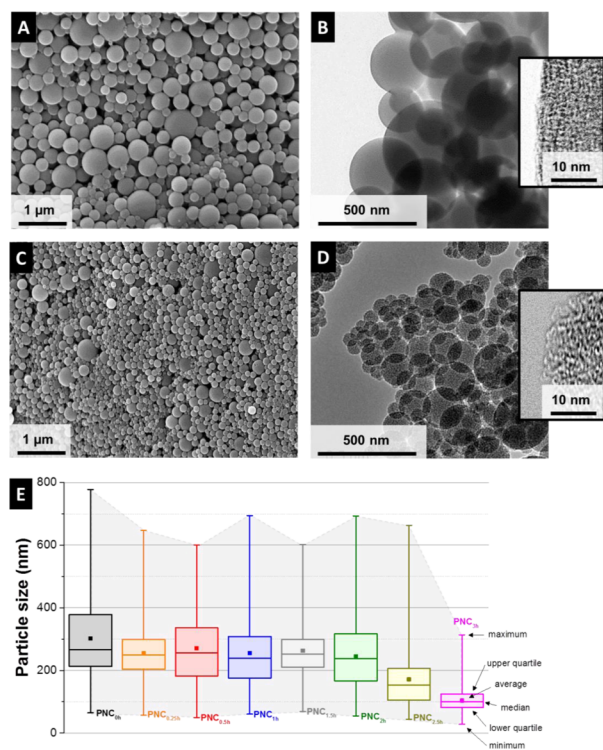 A
1 µm
B
500 nm
10 nm
C
1 µm
D
500 nm
10 nm
E
Particle size (nm)
800
600
400
200
0
PNC0h
PNC0.25h
PNC0.5h
PNC1h
PNC1.5h
PNC2h
PNC2.5h
PNC3h
maximum
upper quartile
average
median
lower quartile
minimum